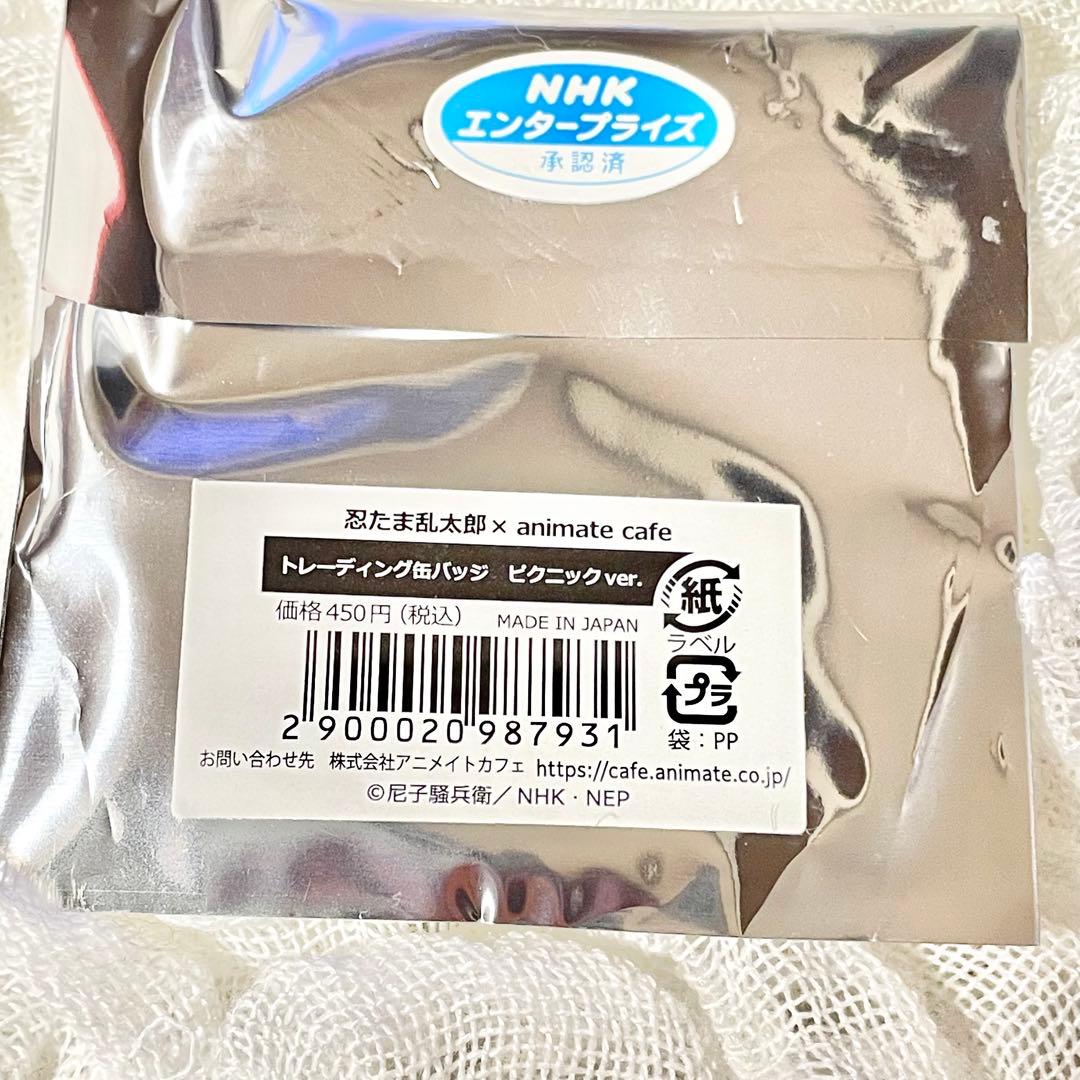 NHK
エンタープライズ
承認済
忍たま乱太郎 × animate cafe
トレーディング缶バッジ ピクニックver.
価格450円(税込) MADE IN JAPAN
紙
ラベル
2 900020 987931
プラ
袋:PP
お問い合わせ先 株式会社アニメイトカフェ https://cafe.animate.co.jp/
©尼子騒兵衛/NHK・NEP